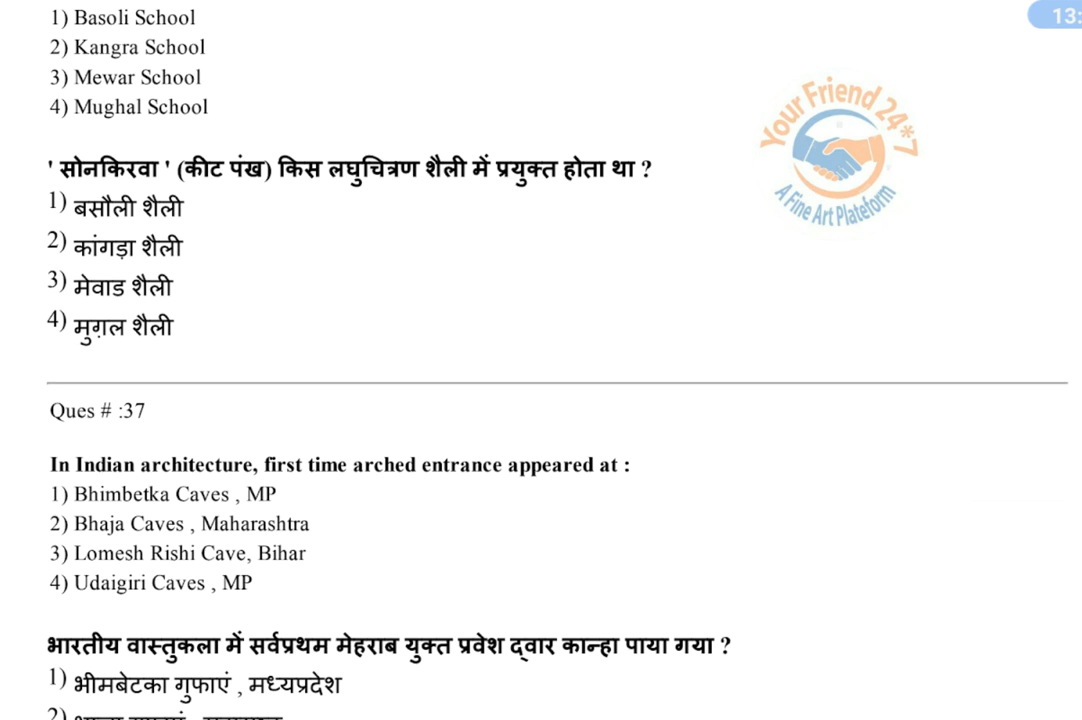 1) Basoli School
13:
2) Kangra School
3) Mewar School
4) Mughal School
Your Friend 24*7
A Fine Art Plateform
' सोनकिरवा ' (कीट पंख) किस लघुचित्रण शैली में प्रयुक्त होता था ?
1) बसौली शैली
2) कांगड़ा शैली
3) मेवाड शैली
4) मुग़ल शैली
Ques # :37
In Indian architecture, first time arched entrance appeared at :
1) Bhimbetka Caves , MP
2) Bhaja Caves , Maharashtra
3) Lomesh Rishi Cave, Bihar
4) Udaigiri Caves , MP
भारतीय वास्तुकला में सर्वप्रथम मेहराब युक्त प्रवेश द्वार कान्हा पाया गया ?
1) भीमबेटका गुफाएं , मध्यप्रदेश
2)